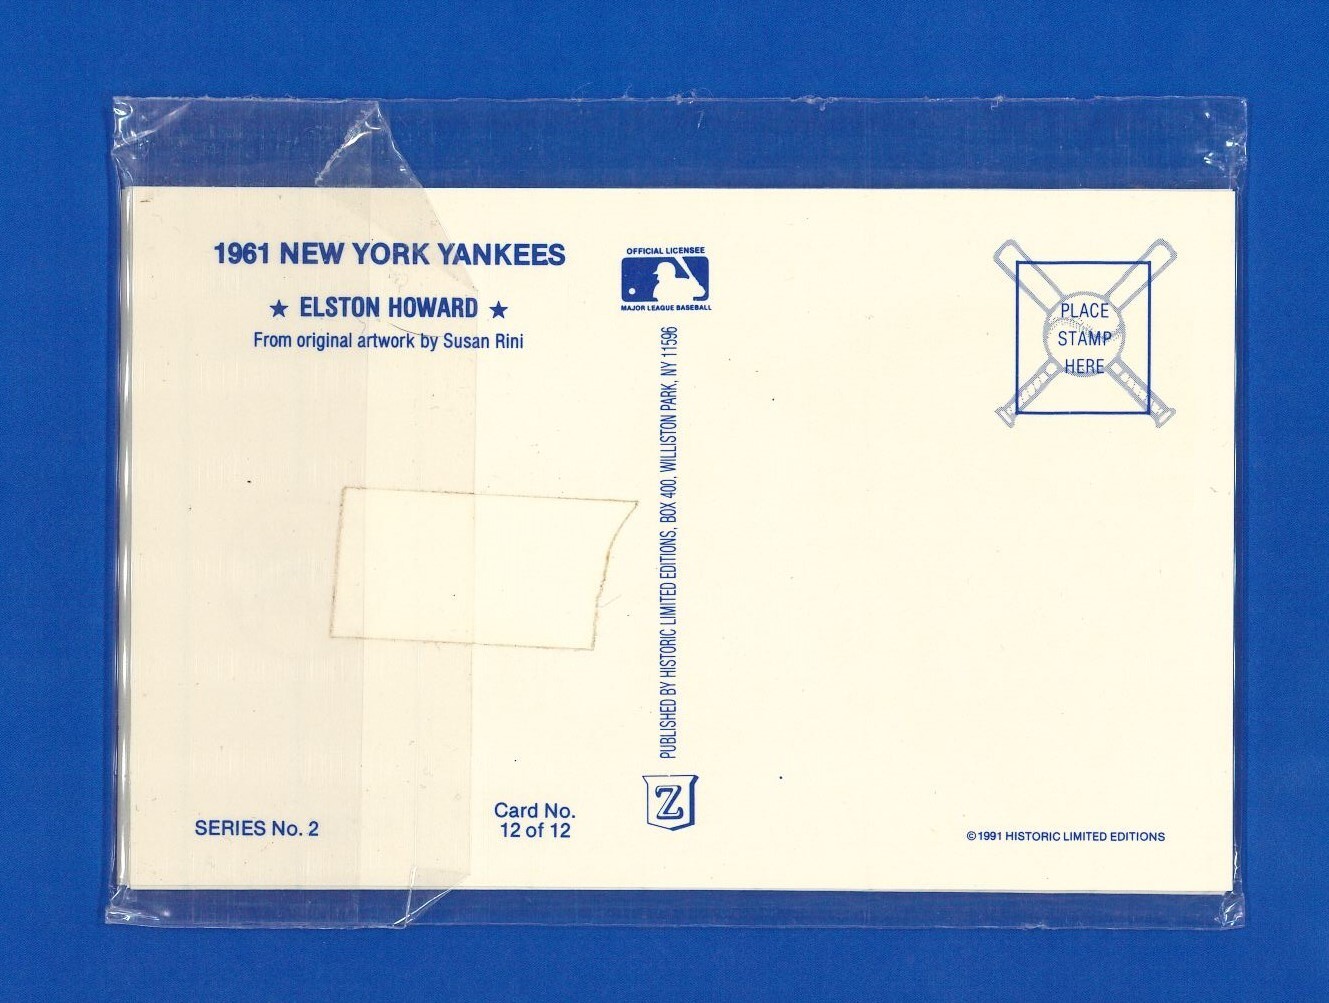 1961 NEW YORK YANKEES
★ ELSTON HOWARD ★
From original artwork by Susan Rini
OFFICIAL LICENSEE
MAJOR LEAGUE BASEBALL
PLACE
STAMP
HERE
PUBLISHED BY HISTORIC LIMITED EDITIONS, BOX 400, WILLISTON PARK, NY 11596
Z
SERIES No. 2
Card No.
12 of 12
©1991 HISTORIC LIMITED EDITIONS